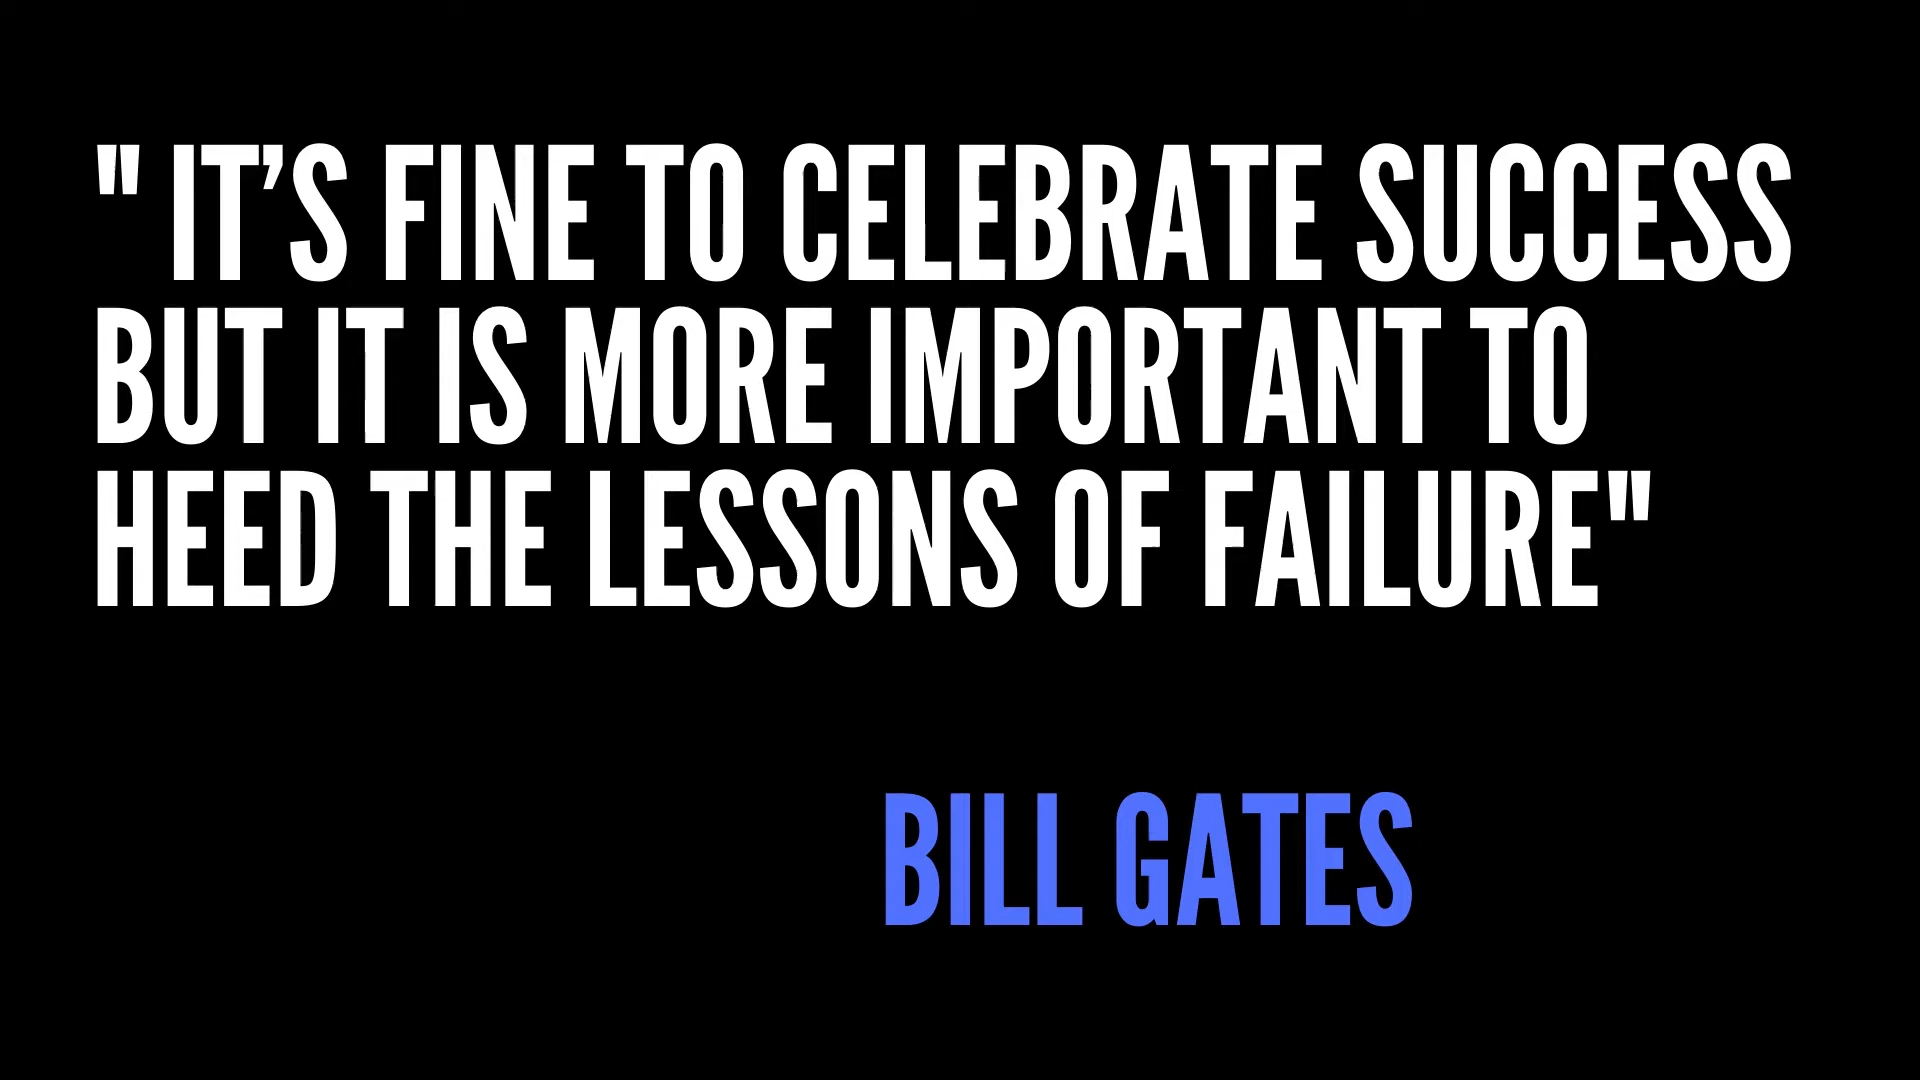 " IT’S FINE TO CELEBRATE SUCCESS
BUT IT IS MORE IMPORTANT TO
HEED THE LESSONS OF FAILURE"
BILL GATES